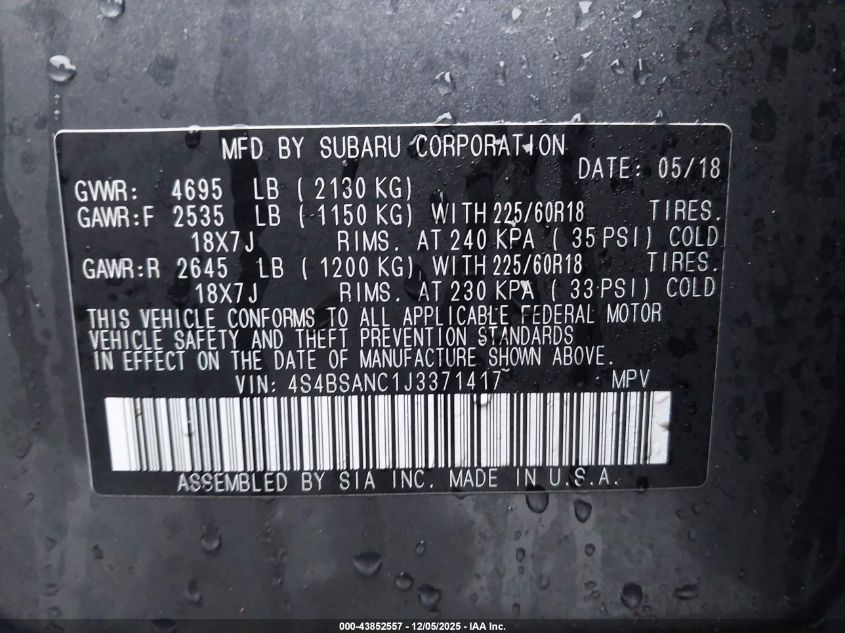 MFD BY SUBARU CORPORATION
DATE: 05/18
GVWR: 4695 LB ( 2130 KG)
GAWR:F 2535 LB ( 1150 KG) WITH 225/60R18 TIRES.
18X7J RIMS. AT 240 KPA ( 35 PSI) COLD
GAWR:R 2645 LB ( 1200 KG) WITH 225/60R18 TIRES.
18X7J RIMS. AT 230 KPA ( 33 PSI) COLD
THIS VEHICLE CONFORMS TO ALL APPLICABLE FEDERAL MOTOR
VEHICLE SAFETY AND THEFT PREVENTION STANDARDS
IN EFFECT ON THE DATE OF MANUFACTURE SHOWN ABOVE.
VIN: 4S4BSANC1J3371417 MPV
ASSEMBLED BY SIA INC. MADE IN U.S.A.
000-43852557 - 12/05/2025 - IAA Inc.